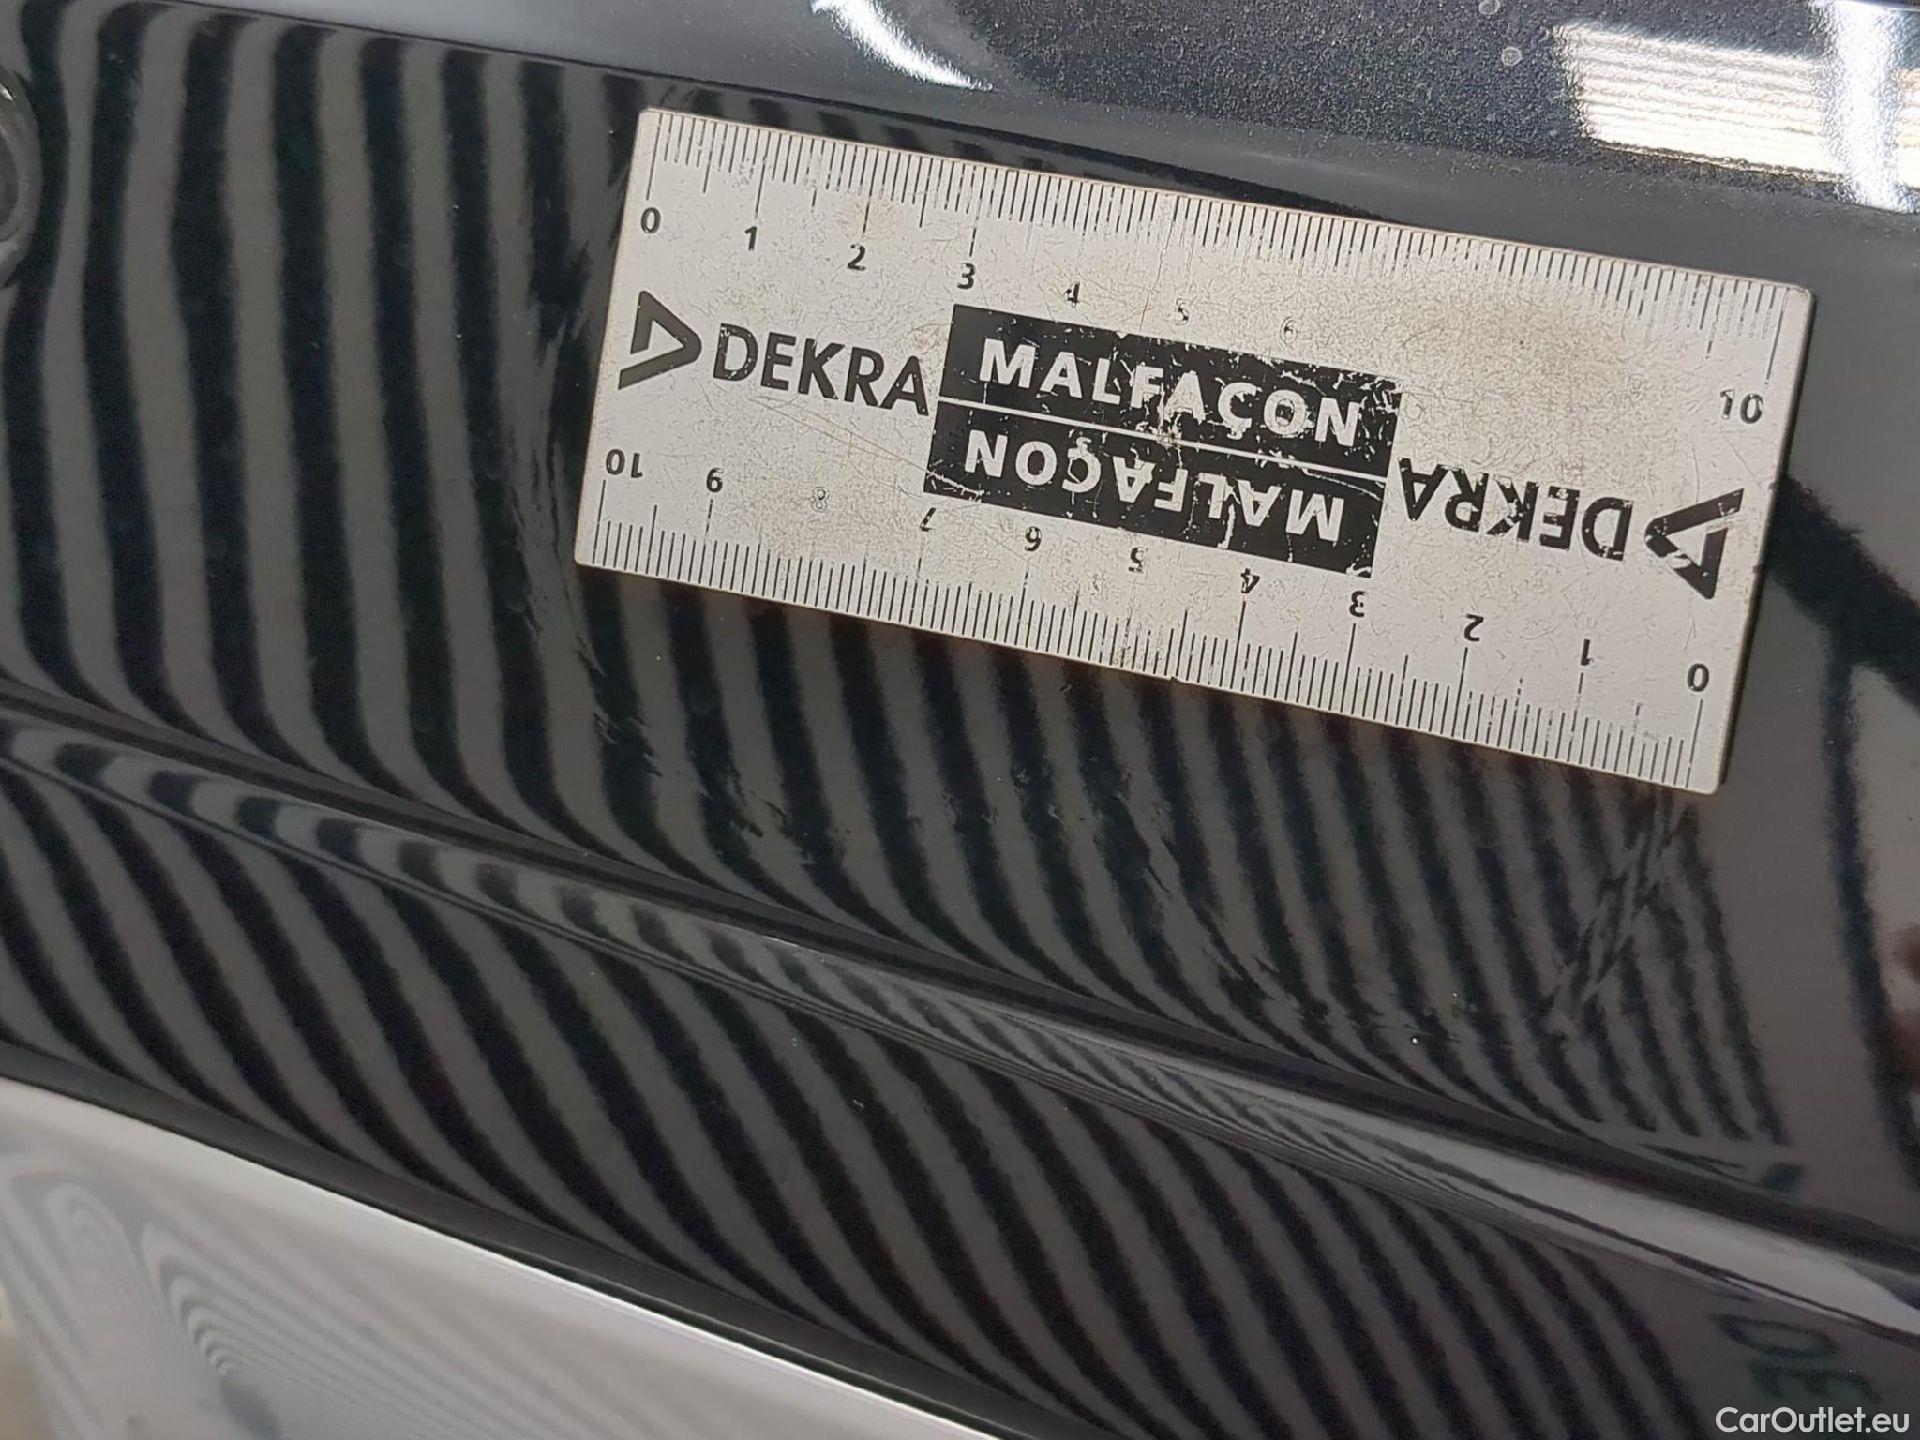 0 1 2 3 4 5 6 10
DEKRA MALFAÇON
MALFAÇON DEKRA
10 9 8 7 6 5 4 3 2 1 0
30
CarOutlet.eu